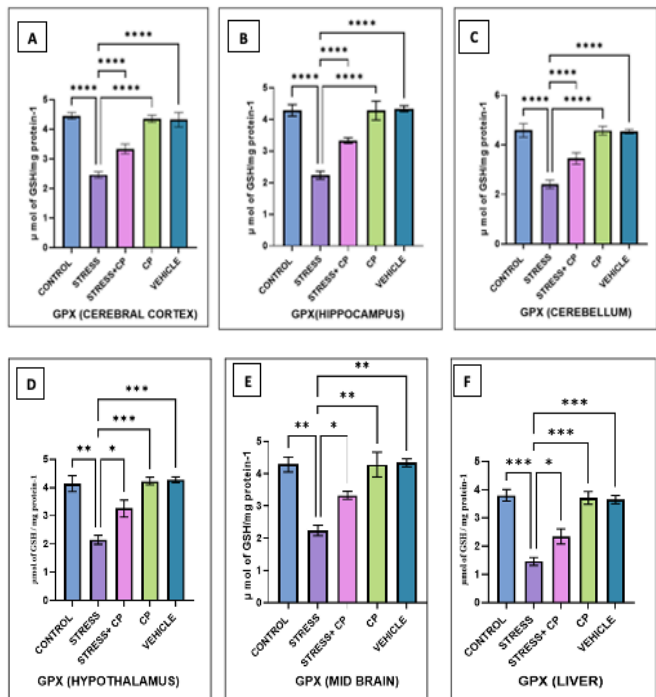 A
****
****
**** ****
µ mol of GSH/mg protein-1
5
4
3
2
1
0
CONTROL
STRESS
STRESS+CP
CP
VEHICLE
GPX (CEREBRAL CORTEX)
B
****
****
**** ****
µ mol of GSH/mg protein-1
5
4
3
2
1
0
CONTROL
STRESS
STRESS+ CP
CP
VEHICLE
GPX(HIPPOCAMPUS)
C
****
****
**** ****
µ mol of GSH/mg protein-1
6
4
2
0
CONTROL
STRESS
STRESS+ CP
CP
VEHICLE
GPX (CEREBELLUM)
D
***
***
** *
µmol of GSH / mg protein-1
5
4
3
2
1
0
CONTROL
STRESS
STRESS+ CP
CP
VEHICLE
GPX (HYPOTHALAMUS)
E
**
**
** *
µ mol of GSH/mg protein-1
5
4
3
2
1
0
CONTROL
STRESS
STRESS+ CP
CP
VEHICLE
GPX (MID BRAIN)
F
***
***
*** *
µmol of GSH / mg protein-1
5
4
3
2
1
0
CONTROL
STRESS
STRESS+ CP
CP
VEHICLE
GPX (LIVER)